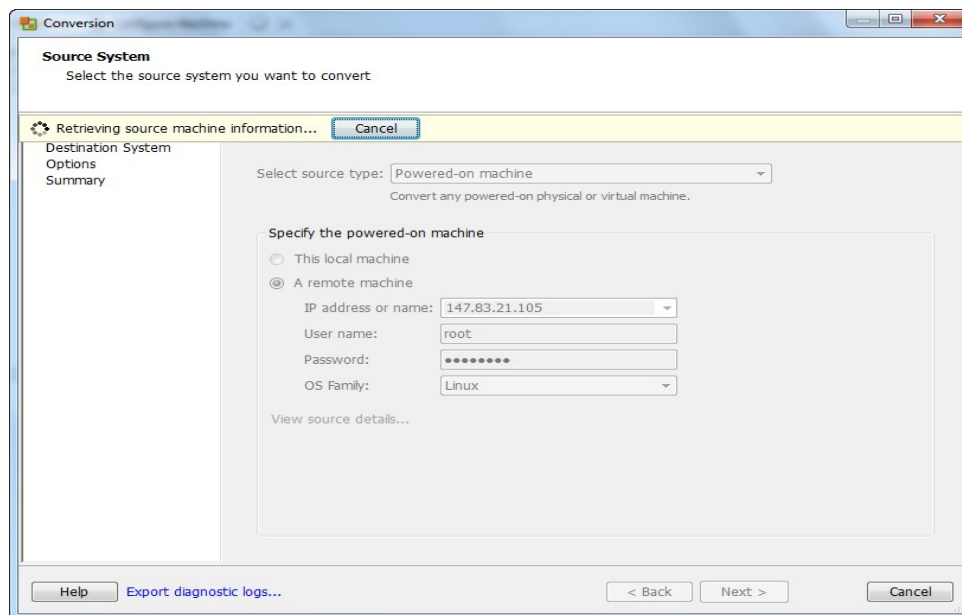 Conversion
Source System
Select the source system you want to convert
Retrieving source machine information... Cancel
Destination System
Options
Summary
Select source type: Powered-on machine
Convert any powered-on physical or virtual machine.
Specify the powered-on machine
This local machine
A remote machine
IP address or name: 147.83.21.105
User name: root
Password: ●●●●●●●●
OS Family: Linux
View source details...
Help Export diagnostic logs... < Back Next > Cancel